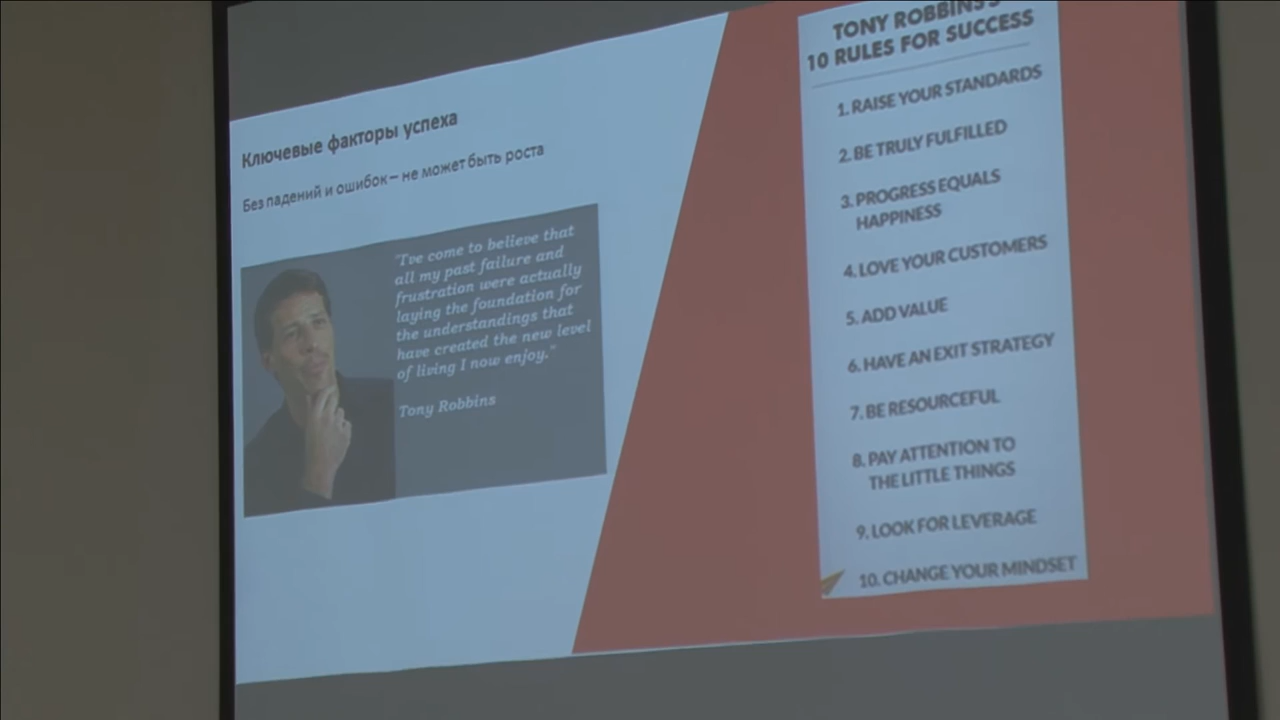 Ключевые факторы успеха
Без падений и ошибок – не может быть роста
"I've come to believe that
all my past failure and
frustration were actually
laying the foundation for
the understandings that
have created the new level
of living I now enjoy."
Tony Robbins
TONY ROBBINS'S
10 RULES FOR SUCCESS
1. RAISE YOUR STANDARDS
2. BE TRULY FULFILLED
3. PROGRESS EQUALS
HAPPINESS
4. LOVE YOUR CUSTOMERS
5. ADD VALUE
6. HAVE AN EXIT STRATEGY
7. BE RESOURCEFUL
8. PAY ATTENTION TO
THE LITTLE THINGS
9. LOOK FOR LEVERAGE
10. CHANGE YOUR MINDSET